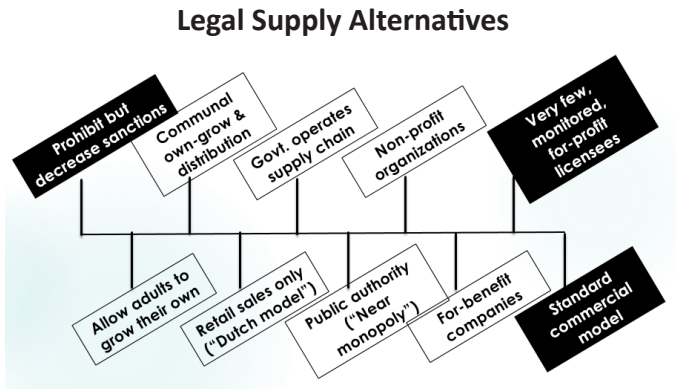 Legal Supply Alternatives
Prohibit but
decrease sanctions
Communal
own-grow &
distribution
Govt. operates
supply chain
Non-profit
organizations
Very few,
monitored,
for-profit
licensees
Allow adults to
grow their own
Retail sales only
("Dutch model")
Public authority
("Near
monopoly")
For-benefit
companies
Standard
commercial
model